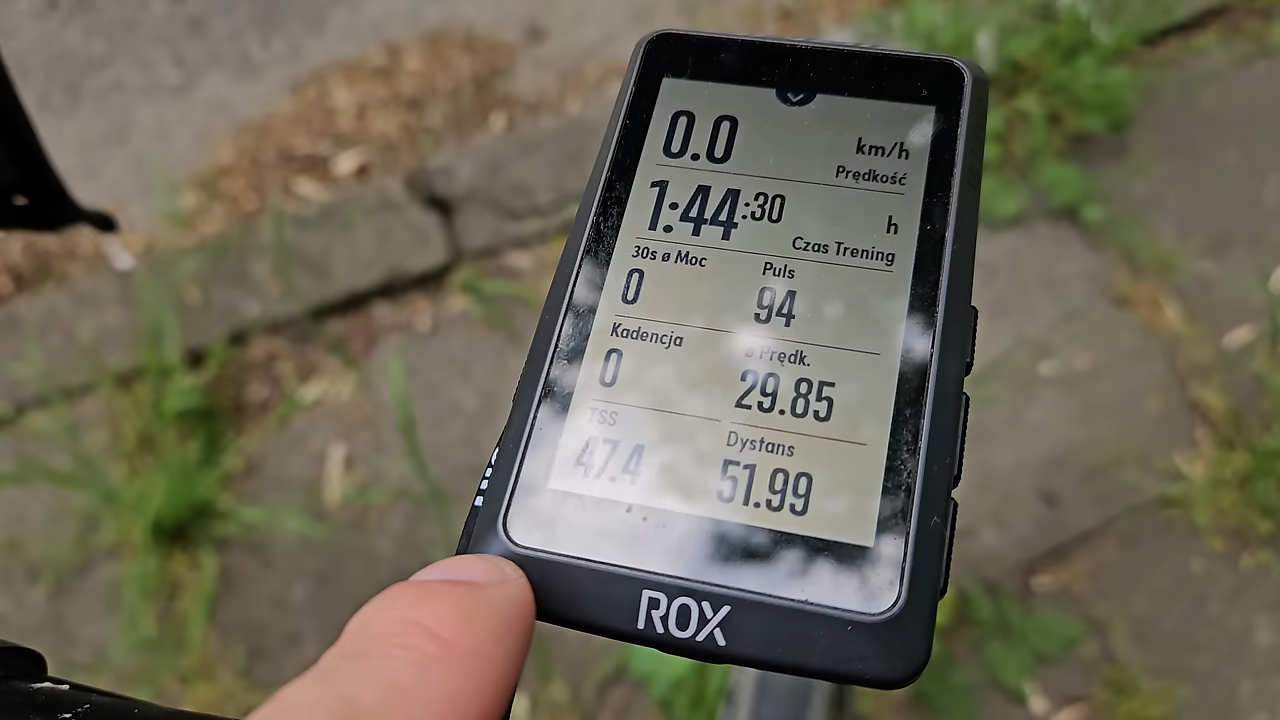 0.0 km/h
Prędkość
1:44:30 h
Czas Trening
30s ø Moc Puls
0 94
Kadencja ø Prędk.
0 29.85
TSS Dystans
47.4 51.99
ROX